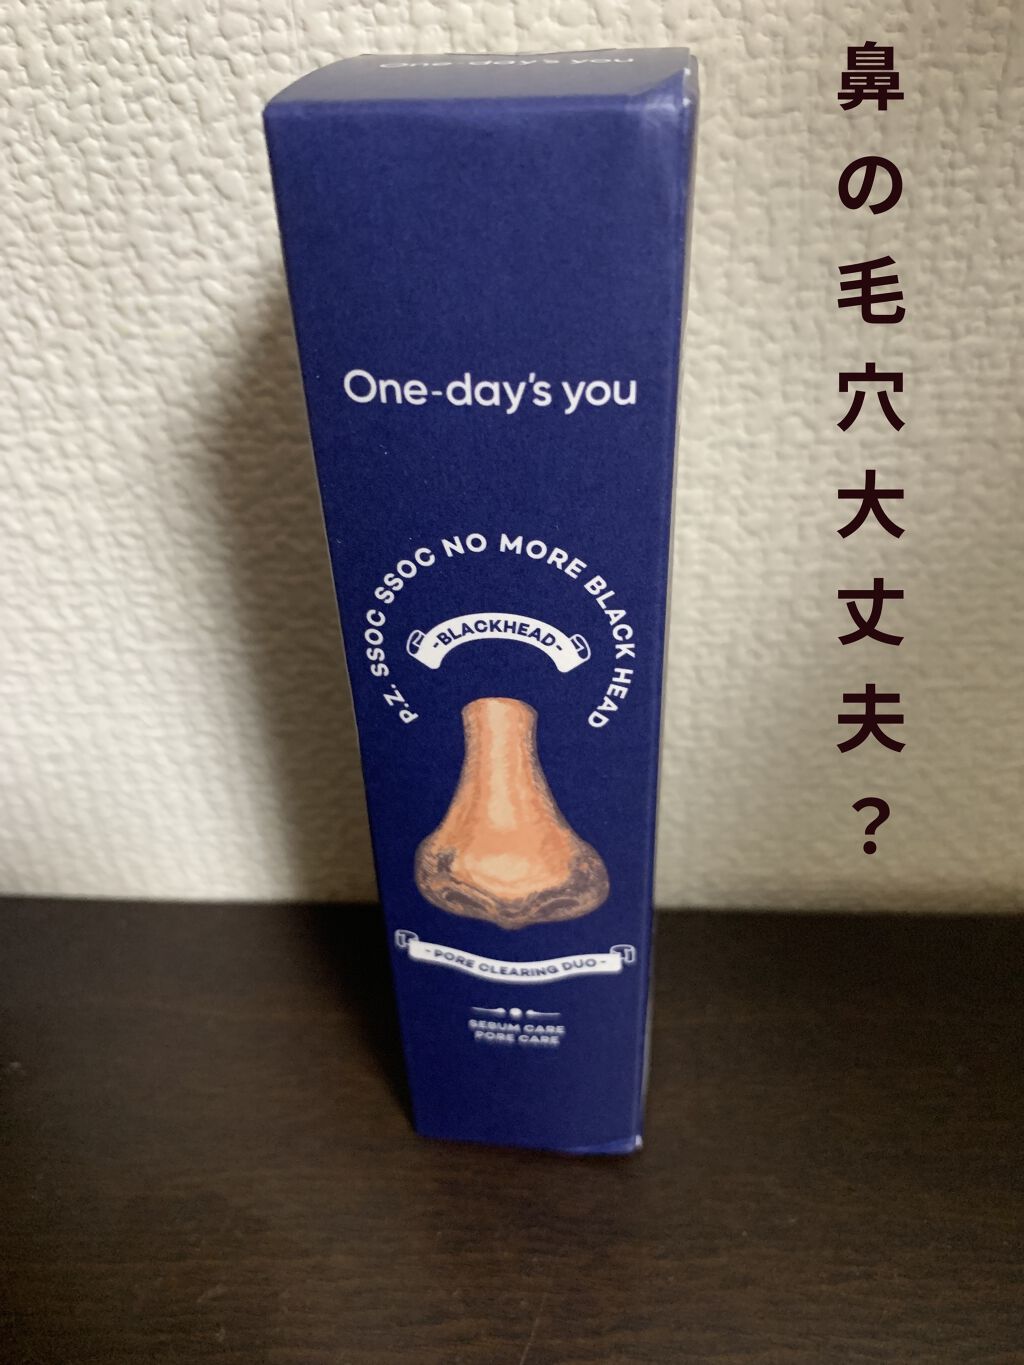 One-day's you
One-day's you
P.Z. SSOC SSOC NO MORE BLACK HEAD
-BLACKHEAD-
- PORE CLEARING DUO -
SEBUM CARE
PORE CARE
鼻の毛穴大丈夫？